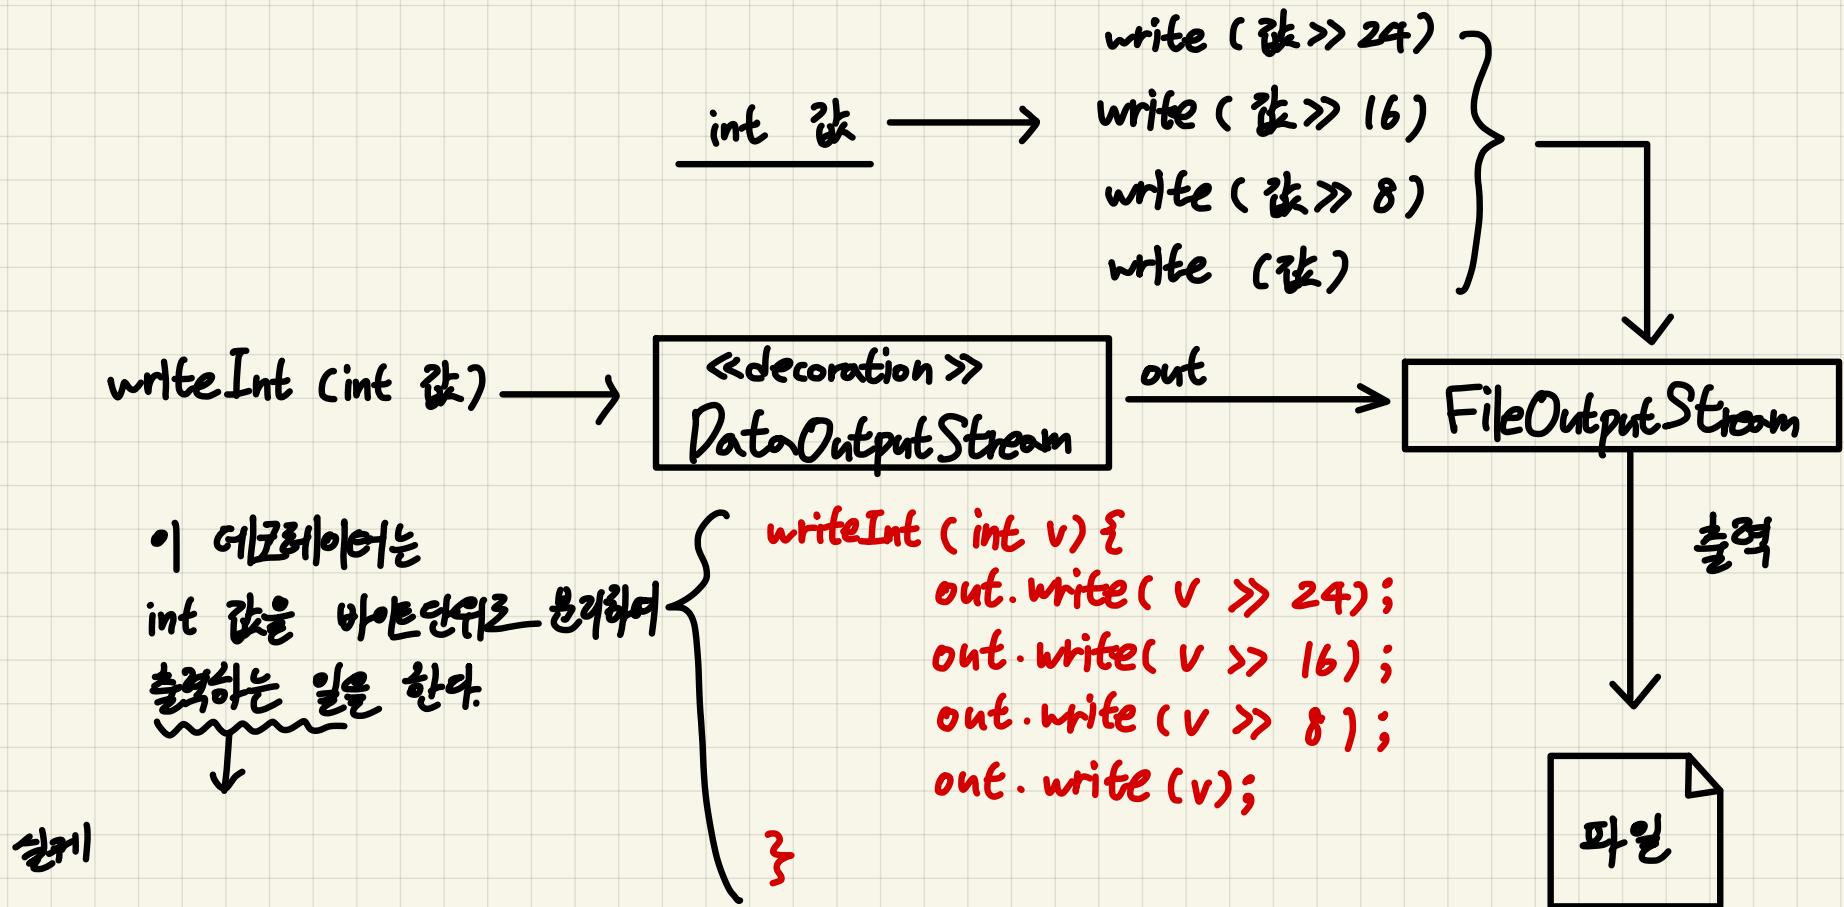 write (값 >> 24)
int 값
write (값 >> 16)
write (값 >> 8)
write (값)
writeInt (int 값)
<<decoration>>
DataOutputStream
out
FileOutputStream
이 데코레이터는
int 값을 바이트단위로 분리하여
출력하는 일을 한다.
실제
writeInt (int v) {
out.write( v >> 24);
out.write( v >> 16);
out.write (v >> 8);
out.write (v);
}
출력
파일